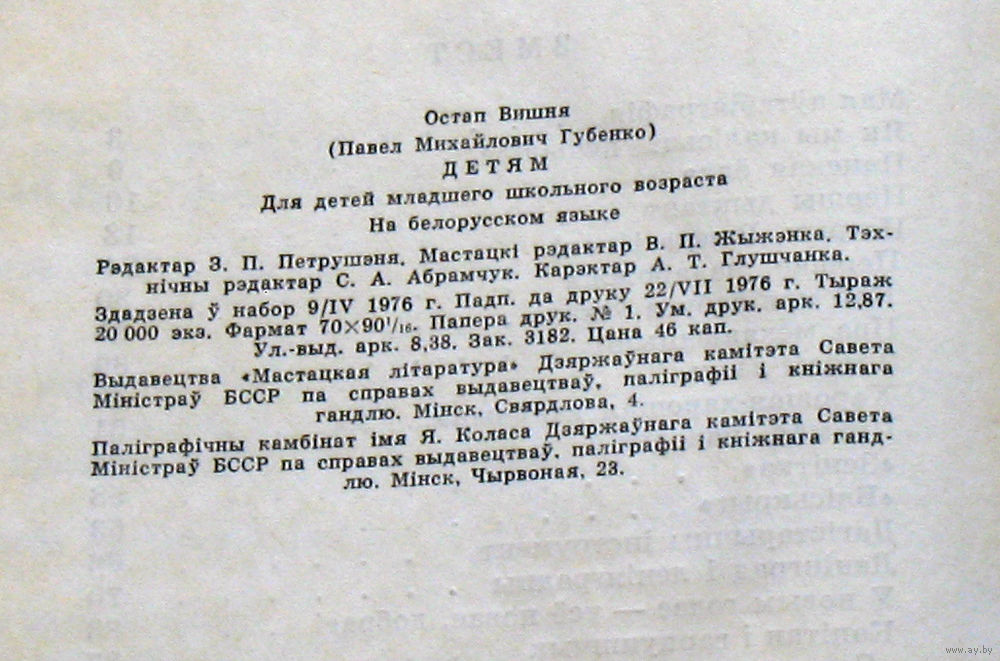 Остап Вишня
(Павел Михайлович Губенко)
ДЕТЯМ
Для детей младшего школьного возраста
На белорусском языке
Рэдактар З. П. Петрушэня. Мастацкі рэдактар В. П. Жыжэнка. Тэх-
нічны рэдактар С. А. Абрамчук. Карэктар А. Т. Глушчанка.
Здадзена ў набор 9/IV 1976 г. Падп. да друку 22/VII 1976 г. Тыраж
20 000 экз. Фармат 70×90¹/₁₆. Папера друк. № 1. Ум. друк. арк. 12,87.
Ул.-выд. арк. 8,38. Зак. 3182. Цана 46 кап.
Выдавецтва «Мастацкая літаратура» Дзяржаўнага камітэта Савета
Міністраў БССР па справах выдавецтваў, паліграфіі і кніжнага
гандлю. Мінск, Свярдлова, 4.
Паліграфічны камбінат імя Я. Коласа Дзяржаўнага камітэта Савета
Міністраў БССР па справах выдавецтваў, паліграфіі і кніжнага ганд-
лю. Мінск, Чырвоная, 23.
www.ay.by